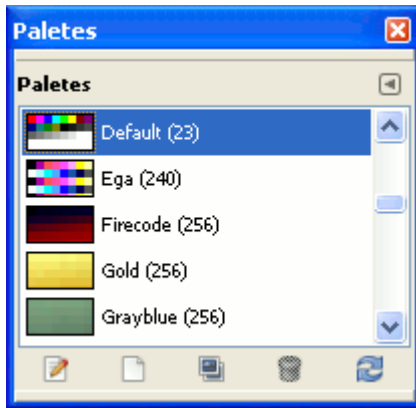 Paletes
Paletes
Default (23)
Ega (240)
Firecode (256)
Gold (256)
Grayblue (256)